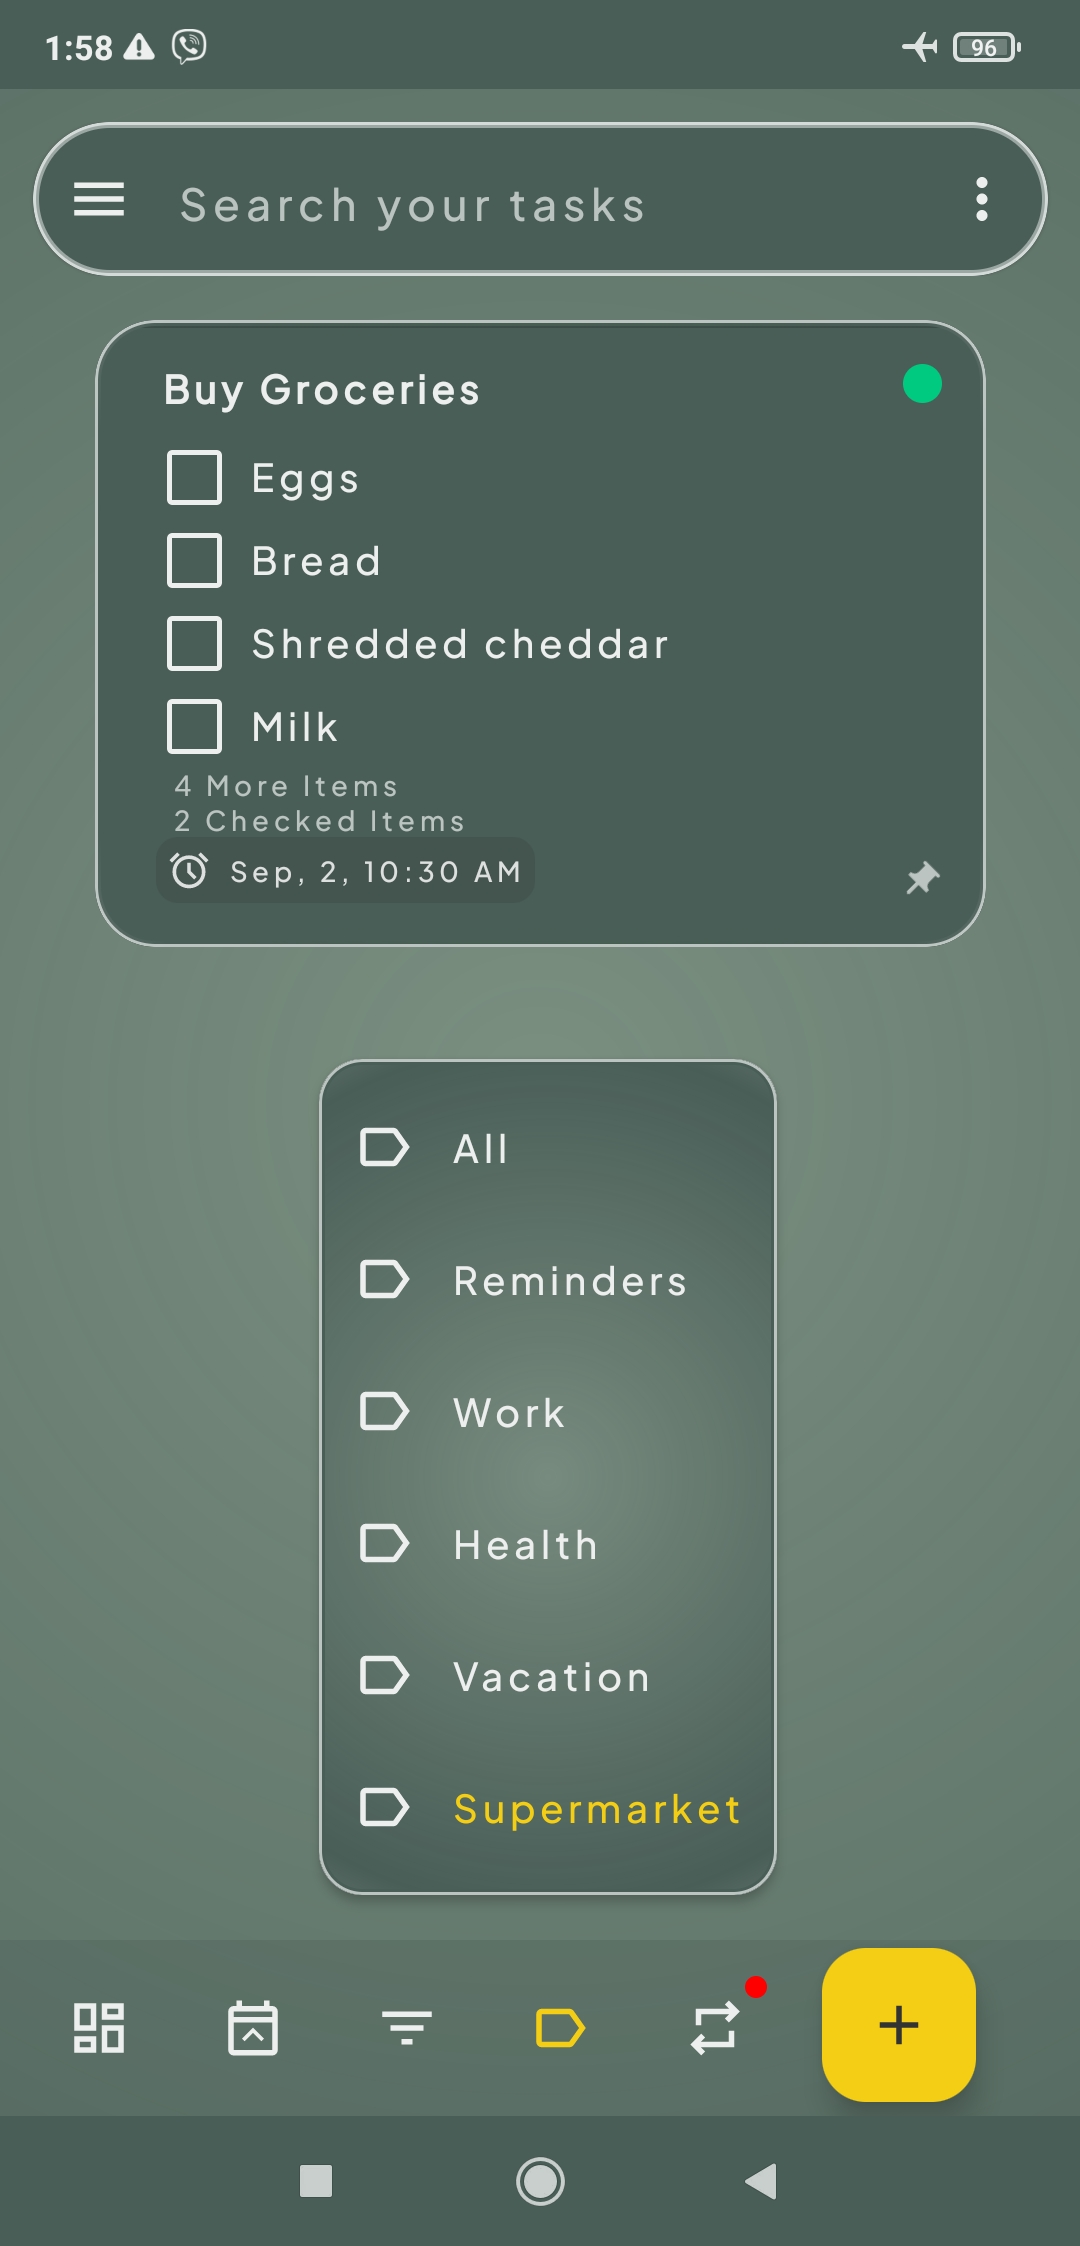 1:58
96
Search your tasks
Buy Groceries
Eggs
Bread
Shredded cheddar
Milk
4 More Items
2 Checked Items
Sep, 2, 10:30 AM
All
Reminders
Work
Health
Vacation
Supermarket